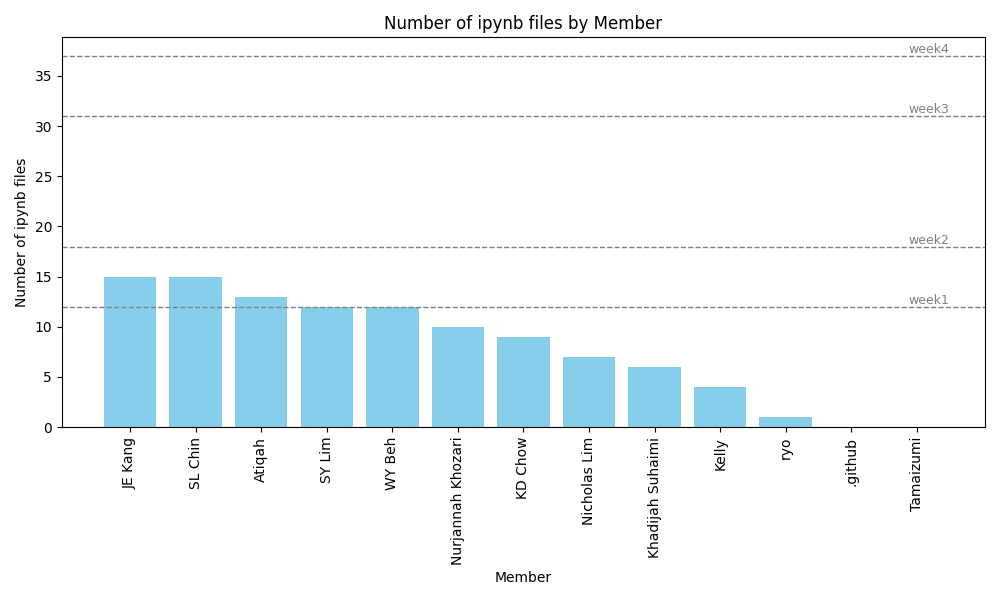 Number of ipynb files by Member
Number of ipynb files
35
30
25
20
15
10
5
0
week4
week3
week2
week1
JE Kang
SL Chin
Atiqah
SY Lim
WY Beh
Nurjannah Khozari
KD Chow
Nicholas Lim
Khadijah Suhaimi
Kelly
ryo
.github
Tamaizumi
Member